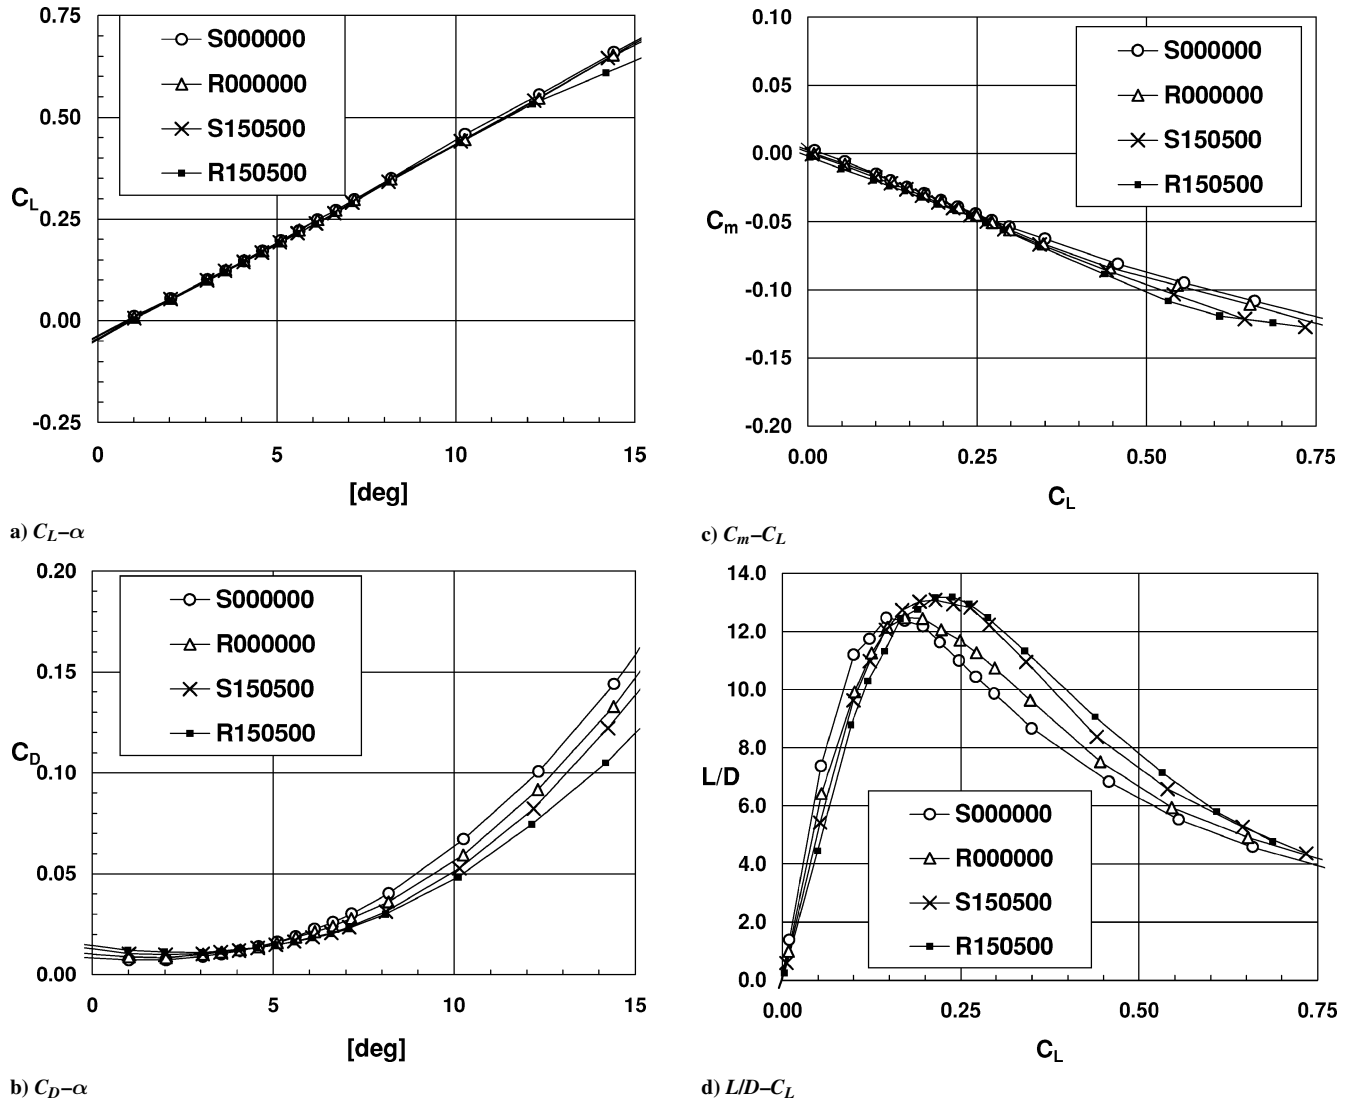 0.75
0.50
0.25
0.00
-0.25
C_L
S000000
R000000
S150500
R150500
0 5 10 15
[deg]
a) C_L–α
0.10
0.05
0.00
-0.05
-0.10
-0.15
-0.20
C_m
S000000
R000000
S150500
R150500
0.00 0.25 0.50 0.75
C_L
c) C_m–C_L
0.20
0.15
0.10
0.05
0.00
C_D
S000000
R000000
S150500
R150500
0 5 10 15
[deg]
b) C_D–α
14.0
12.0
10.0
8.0
6.0
4.0
2.0
0.0
L/D
S000000
R000000
S150500
R150500
0.00 0.25 0.50 0.75
C_L
d) L/D–C_L